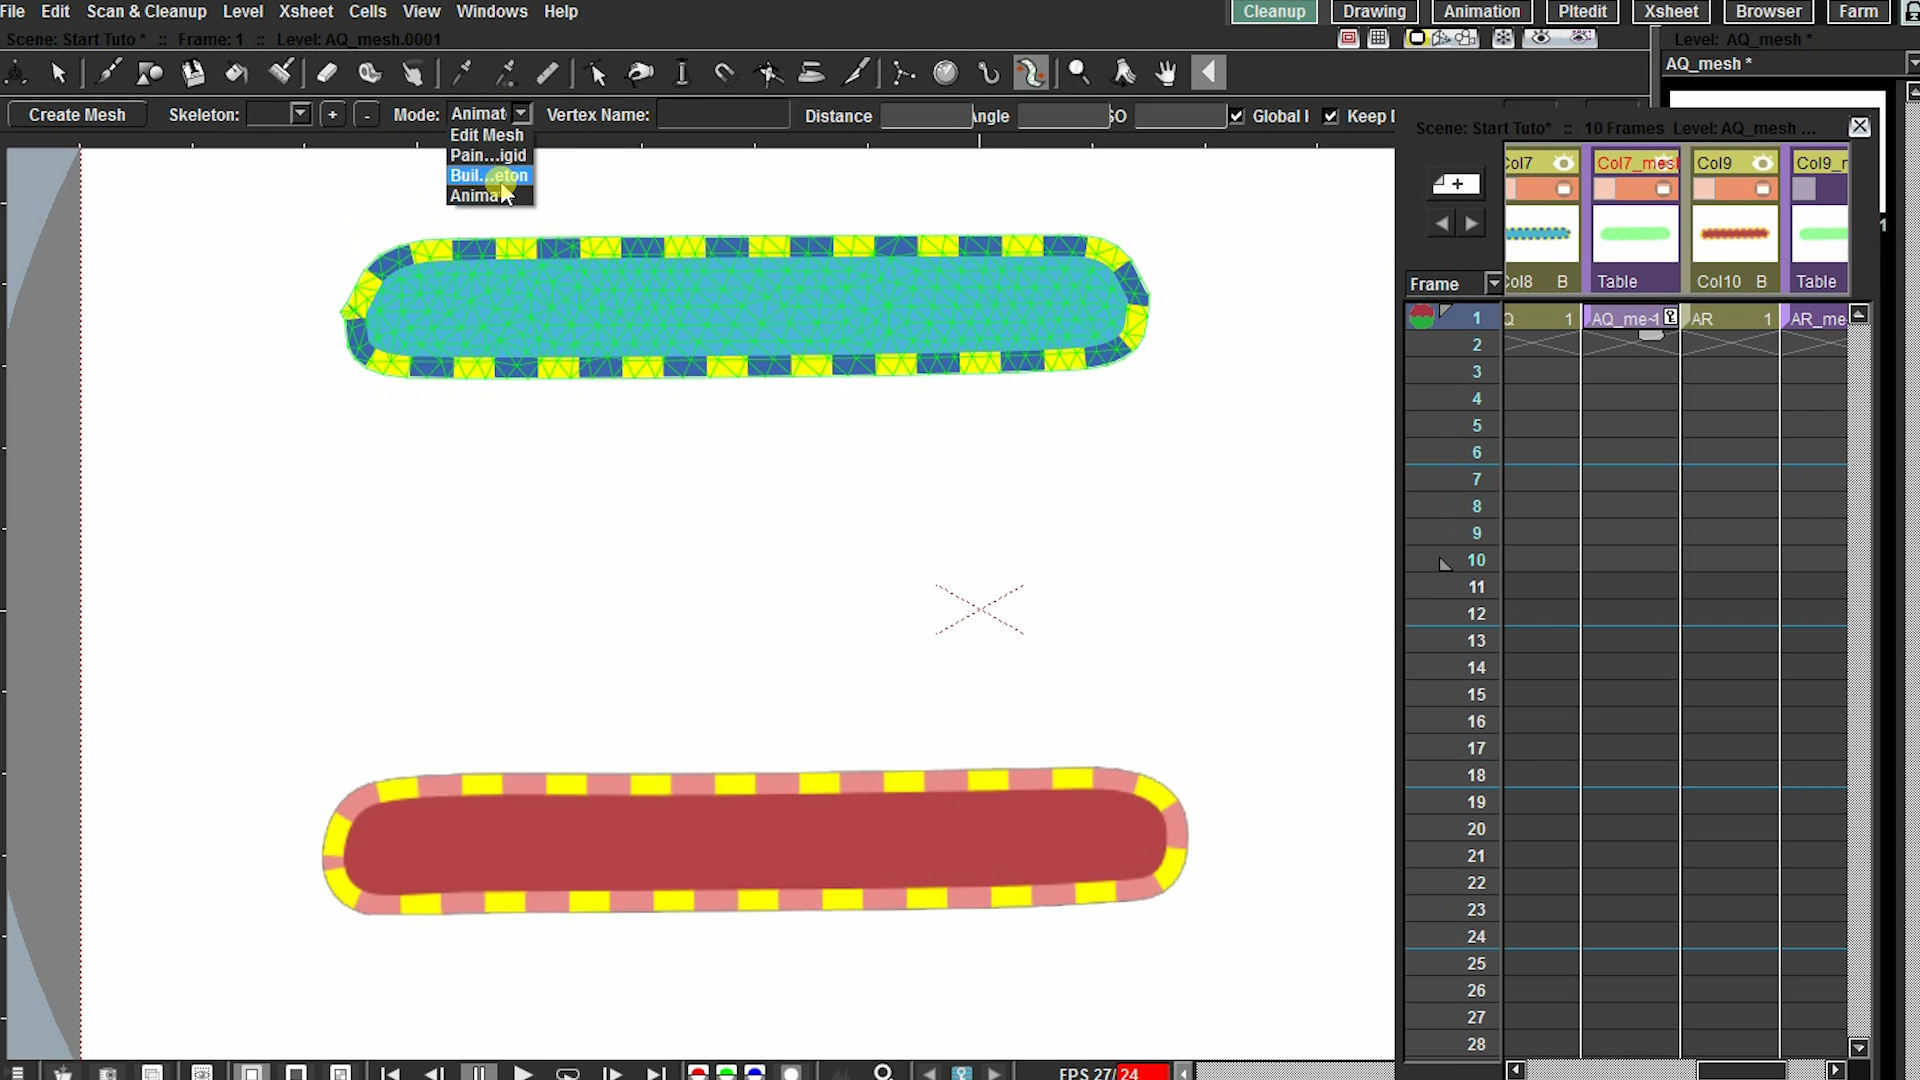 File Edit Scan & Cleanup Level Xsheet Cells View Windows Help
Cleanup Drawing Animation Pltedit Xsheet Browser Farm
Scene: Start Tuto * :: Frame: 1 :: Level: AQ_mesh.0001
Level: AQ_mesh *
AQ_mesh *
Create Mesh Skeleton: + - Mode: Animat Vertex Name: Distance Angle SO Global Keep
Edit Mesh
Pain...igid
Buil...eton
Anima
Scene: Start Tuto* :: 10 Frames Level: AQ_mesh ...
Col7 Col7_mesh Col9 Col9_r
+
Col8 B Table Col10 B Table
Frame
1 Q 1 AQ_me 1 AR 1 AR_me
2
3
4
5
6
7
8
9
10
11
12
13
14
15
16
17
18
19
20
21
22
23
24
25
26
27
28
FPS 27/24